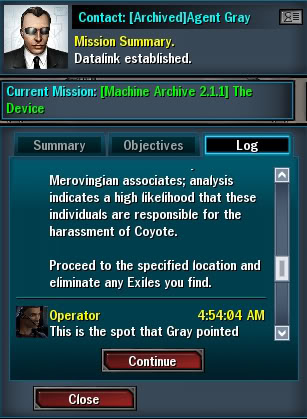 Contact: [Archived]Agent Gray
Mission Summary.
Datalink established.
Current Mission: [Machine Archive 2.1.1] The
Device
Summary
Objectives
Log
Merovingian associates; analysis
indicates a high likelihood that these
individuals are responsible for the
harassment of Coyote.
Proceed to the specified location and
eliminate any Exiles you find.
Operator 4:54:04 AM
This is the spot that Gray pointed
Continue
Close